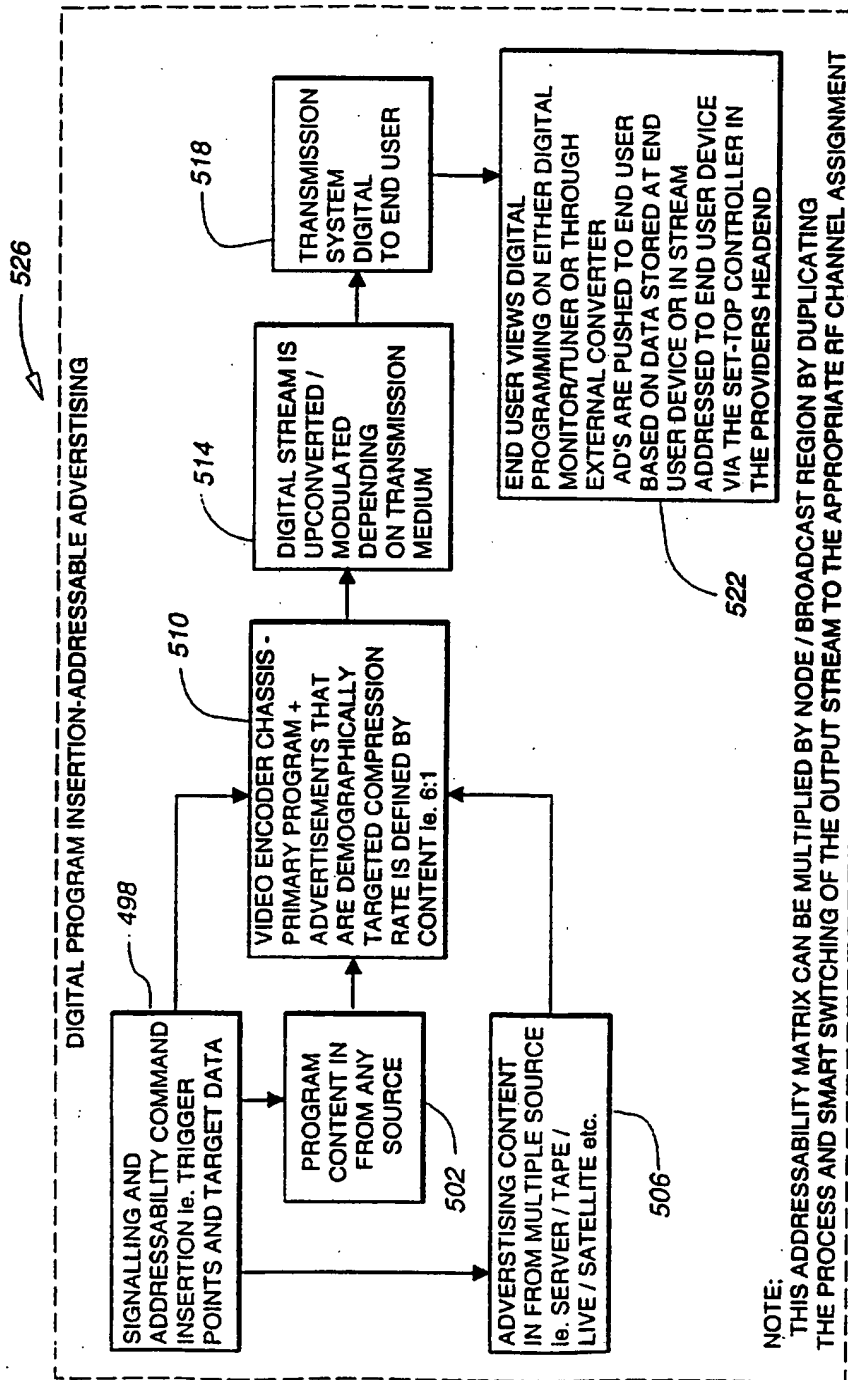 526
DIGITAL PROGRAM INSERTION-ADDRESSABLE ADVERSTISING
498
SIGNALLING AND
ADDRESSABILITY COMMAND
INSERTION Ie. TRIGGER
POINTS AND TARGET DATA
PROGRAM
CONTENT IN
FROM ANY
SOURCE
502
ADVERSTISING CONTENT
IN FROM MULTIPLE SOURCE
Ie. SERVER / TAPE /
LIVE / SATELLITE etc.
506
510
VIDEO ENCODER CHASSIS -
PRIMARY PROGRAM +
ADVERTISEMENTS THAT
ARE DEMOGRAPHICALLY
TARGETED COMPRESSION
RATE IS DEFINED BY
CONTENT Ie. 6:1
514
DIGITAL STREAM IS
UPCONVERTED /
MODULATED
DEPENDING
ON TRANSMISSION
MEDIUM
518
TRANSMISSION
SYSTEM
DIGITAL
TO END USER
END USER VIEWS DIGITAL
PROGRAMMING ON EITHER DIGITAL
MONITOR/TUNER OR THROUGH
EXTERNAL CONVERTER
AD'S ARE PUSHED TO END USER
BASED ON DATA STORED AT END
USER DEVICE OR IN STREAM
ADDRESSED TO END USER DEVICE
VIA THE SET-TOP CONTROLLER IN
THE PROVIDERS HEADEND
522
NOTE:
THIS ADDRESSABILITY MATRIX CAN BE MULTIPLIED BY NODE / BROADCAST REGION BY DUPLICATING
THE PROCESS AND SMART SWITCHING OF THE OUTPUT STREAM TO THE APPROPRIATE RF CHANNEL ASSIGNMENT